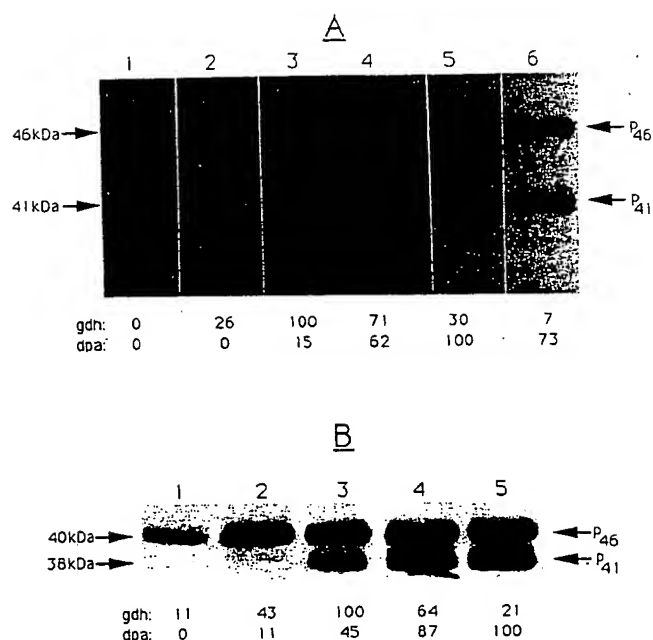 A
1 2 3 4 5 6
46kDa P46
41kDa P41
gdh: 0 26 100 71 30 7
dpa: 0 0 15 62 100 73
B
1 2 3 4 5
40kDa P46
38kDa P41
gdh: 11 43 100 64 21
dpa: 0 11 45 87 100